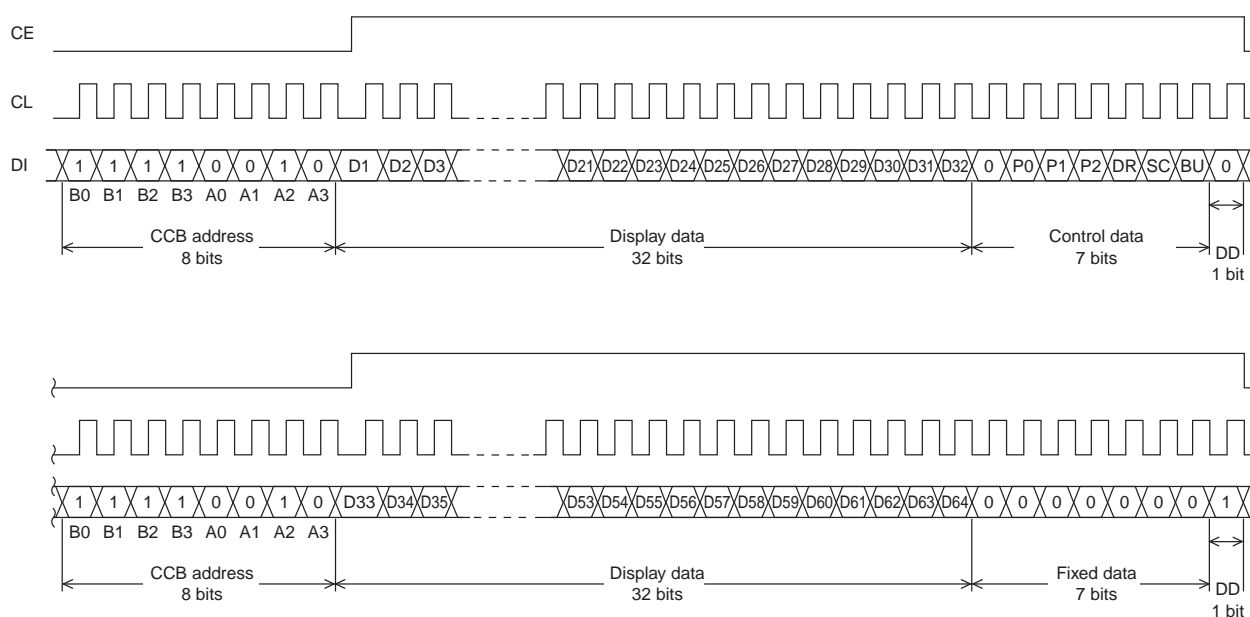 CE
CL
DI 1 1 1 1 0 0 1 0 D1 D2 D3 D21 D22 D23 D24 D25 D26 D27 D28 D29 D30 D31 D32 0 P0 P1 P2 DR SC BU 0
B0 B1 B2 B3 A0 A1 A2 A3
CCB address Display data Control data DD
8 bits 32 bits 7 bits 1 bit
1 1 1 1 0 0 1 0 D33 D34 D35 D53 D54 D55 D56 D57 D58 D59 D60 D61 D62 D63 D64 0 0 0 0 0 0 0 1
B0 B1 B2 B3 A0 A1 A2 A3
CCB address Display data Fixed data DD
8 bits 32 bits 7 bits 1 bit